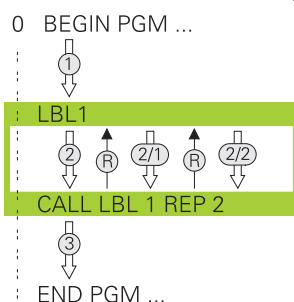 0 BEGIN PGM ...
1
LBL1
2 R 2/1 R 2/2
CALL LBL 1 REP 2
3
END PGM ...